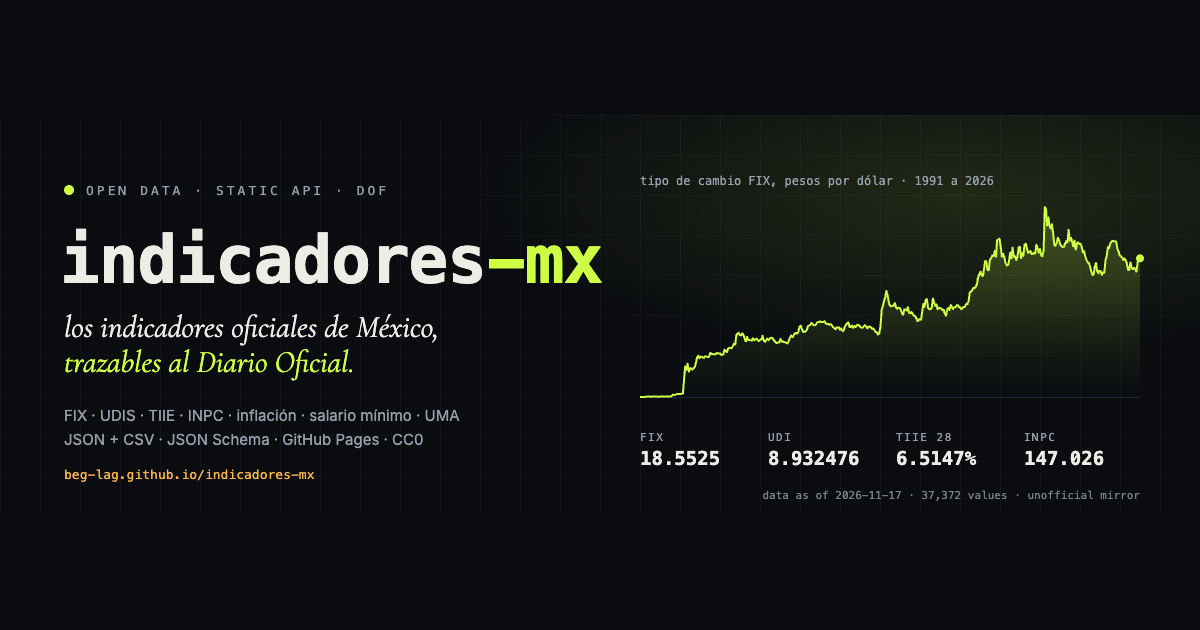 OPEN DATA · STATIC API · DOF
indicadores-mx
los indicadores oficiales de México,
trazables al Diario Oficial.
FIX · UDIS · TIIE · INPC · inflación · salario mínimo · UMA
JSON + CSV · JSON Schema · GitHub Pages · CC0
beg-lag.github.io/indicadores-mx
tipo de cambio FIX, pesos por dólar · 1991 a 2026
FIX UDI TIIE 28 INPC
18.5525 8.932476 6.5147% 147.026
data as of 2026-11-17 · 37,372 values · unofficial mirror